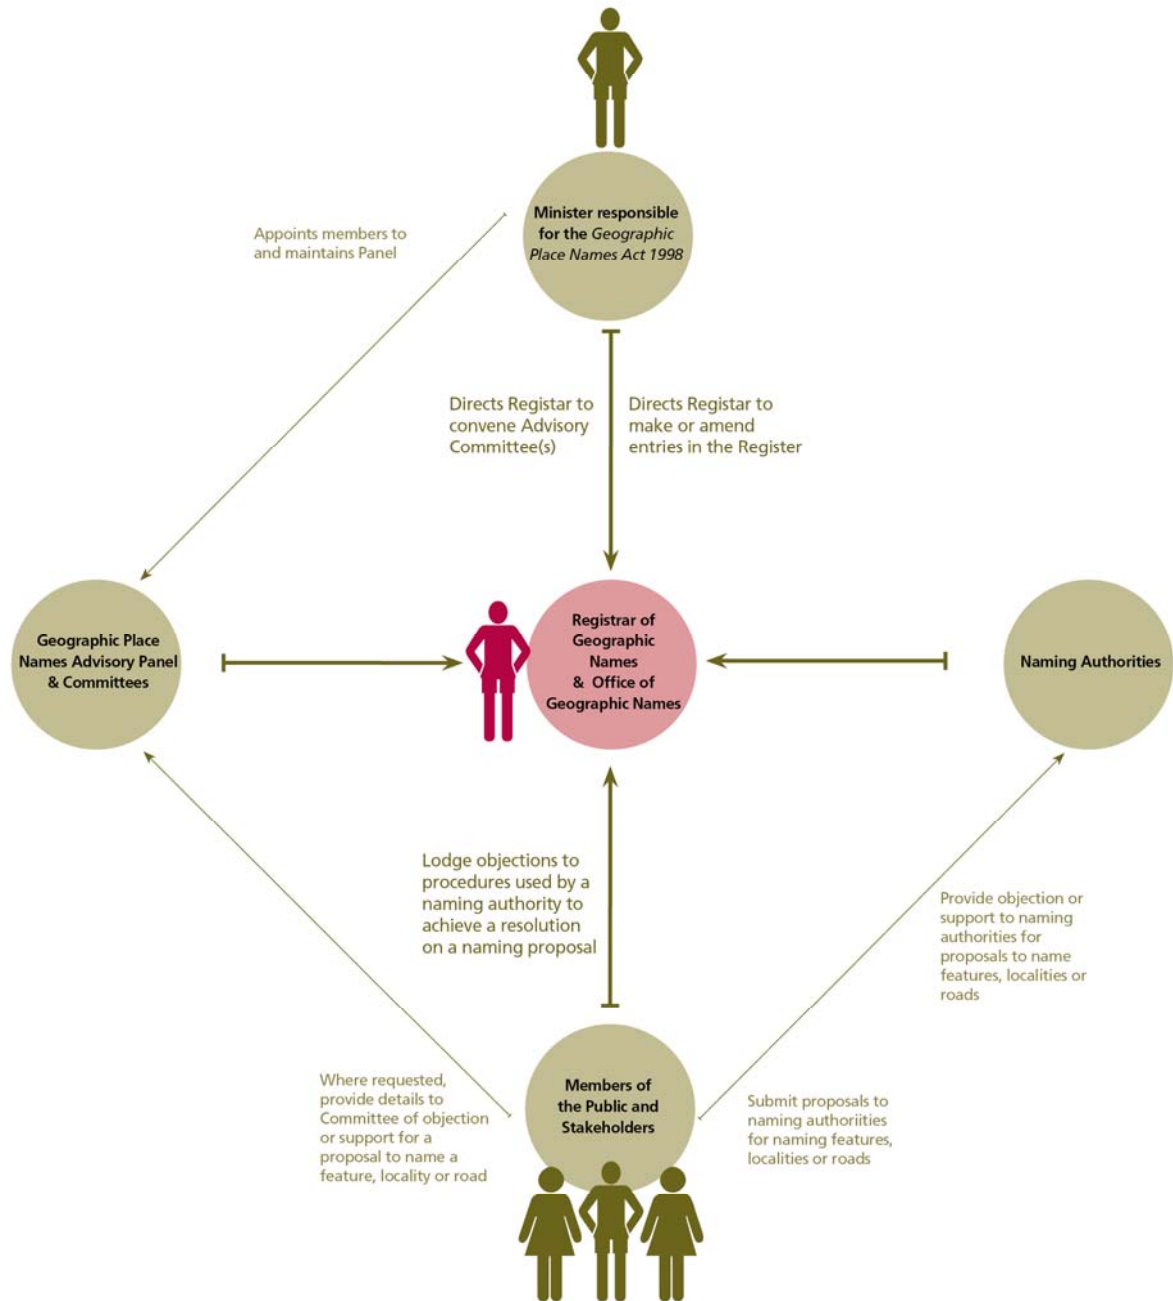 Minister responsible
for the Geographic
Place Names Act 1998
Appoints members to
and maintains Panel
Directs Registar to
convene Advisory
Committee(s)
Directs Registar to
make or amend
entries in the Register
Geographic Place
Names Advisory Panel
& Committees
Registrar of
Geographic
Names
& Office of
Geographic Names
Naming Authorities
Lodge objections to
procedures used by a
naming authority to
achieve a resolution
on a naming proposal
Provide objection or
support to naming
authorities for
proposals to name
features, localities or
roads
Where requested,
provide details to
Committee of objection
or support for a
proposal to name a
feature, locality or road
Members of
the Public and
Stakeholders
Submit proposals to
naming authoriities
for naming features,
localities or roads